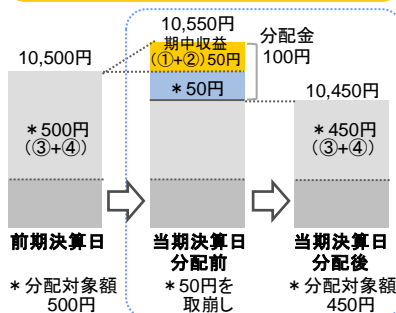 10,550円
期中収益
(①+②)50円
分配金
100円
10,500円
＊50円
10,450円
＊500円
(③+④)
＊450円
(③+④)
前期決算日
当期決算日
分配前
当期決算日
分配後
＊分配対象額
500円
＊50円を
取崩し
＊分配対象額
450円